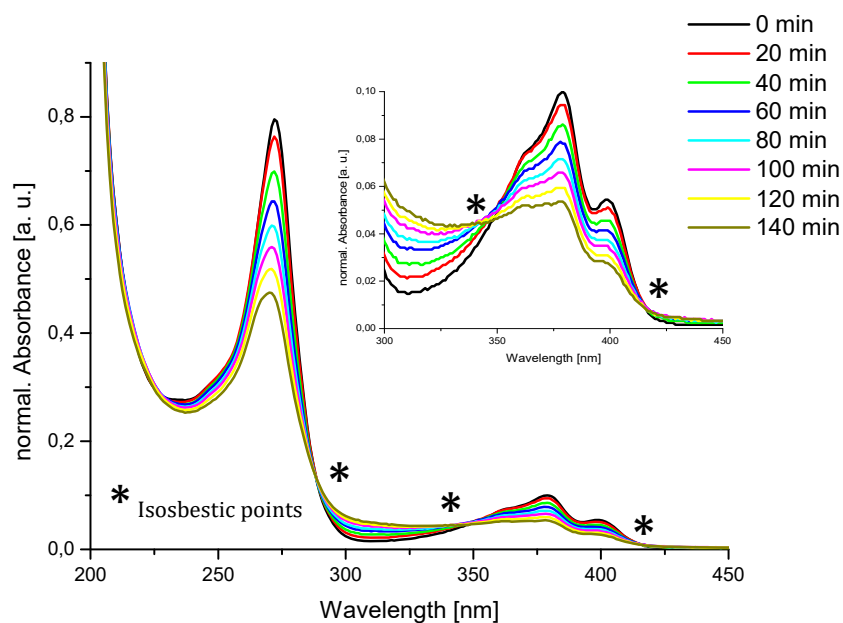 0 min
20 min
40 min
60 min
80 min
100 min
120 min
140 min
normal. Absorbance [a. u.]
0,8
0,6
0,4
0,2
0,0
200
250
300
350
400
450
Wavelength [nm]
* Isosbestic points
*
*
*
normal. Absorbance [a. u.]
0,10
0,08
0,06
0,04
0,02
0,00
300
350
400
450
Wavelength [nm]
*
*